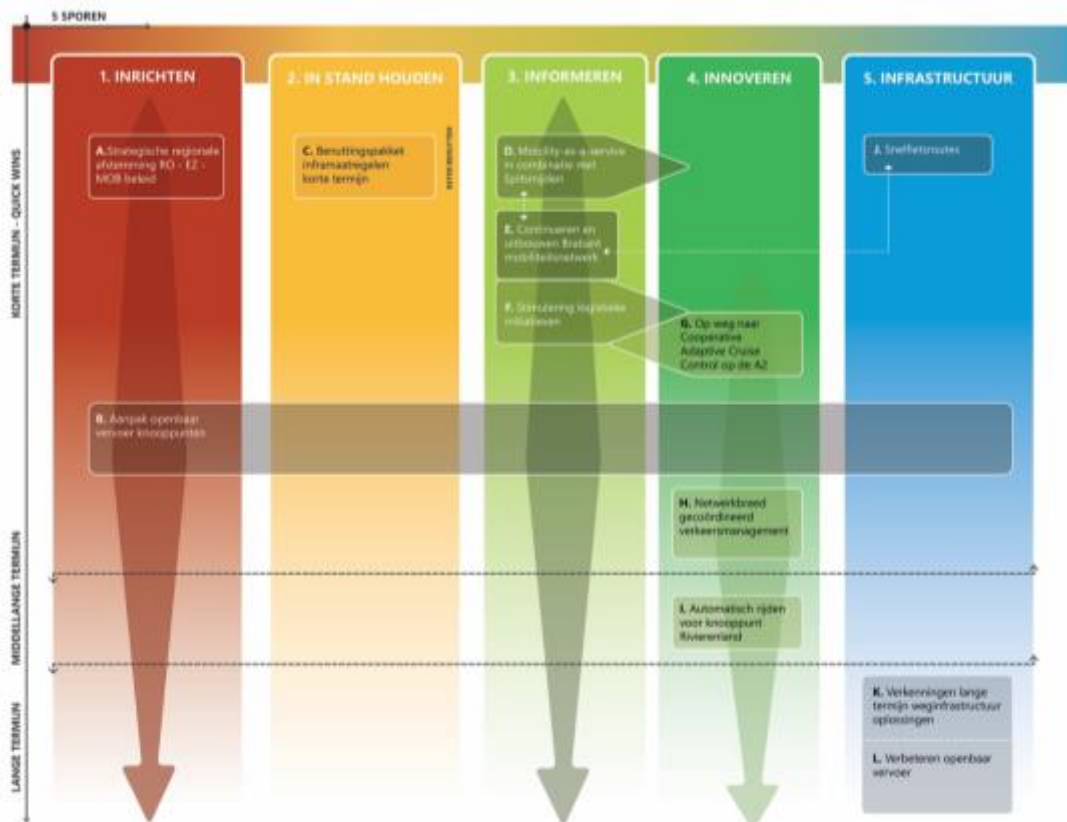 5 SPOREN
1. INRICHTEN
2. IN STAND HOUDEN
3. INFORMEREN
4. INNOVEREN
5. INFRASTRUCTUUR
KORTE TERMIJN - QUICK WINS
MIDDELLANGE TERMIJN
LANGE TERMIJN
A. Strategische regionale
afstemming RO - EZ -
MOB beleid
C. Benuttingspakket
inframaatregelen
korte termijn
BETER BENUTTEN
D. Mobility-as-a-service
in combinatie met
Spitsmijden
J. Snelfietsroutes
E. Continueren en
uitbouwen Brabant
mobiliteitsnetwerk
F. Stimulering logistieke
initiatieven
G. Op weg naar
Cooperative
Adaptive Cruise
Control op de A2
B. Aanpak openbaar
vervoer knooppunten
H. Netwerkbreed
gecoördineerd
verkeersmanagement
I. Automatisch rijden
voor knooppunt
Rivierenland
K. Verkenningen lange
termijn weginfrastructuur
oplossingen
L. Verbeteren openbaar
vervoer